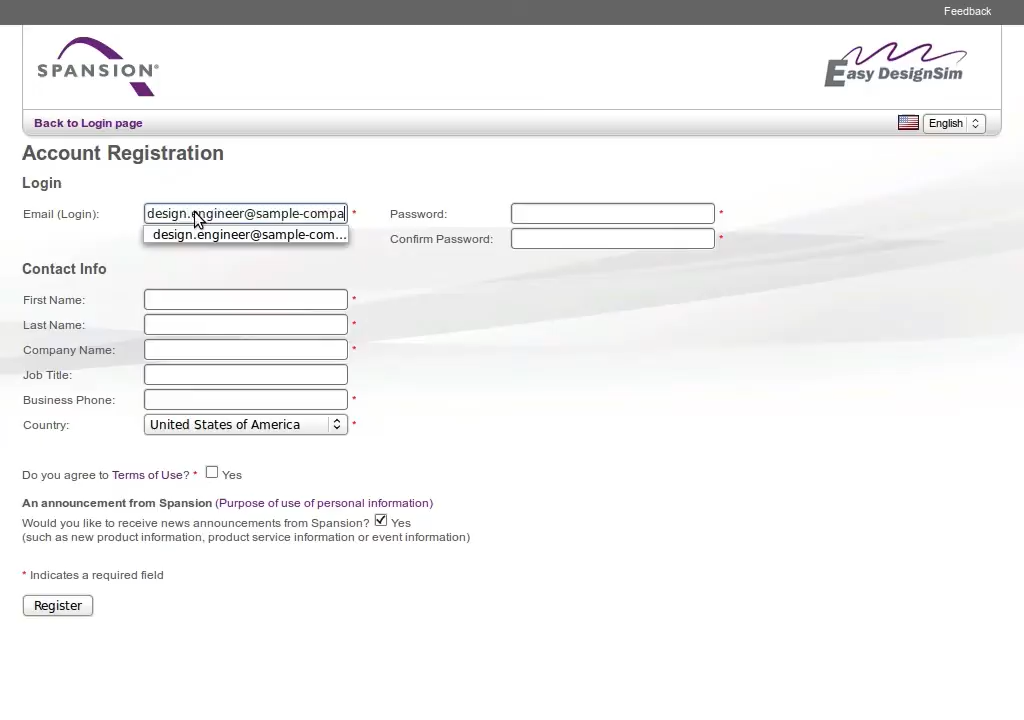 Feedback
SPANSION®
Easy DesignSim
Back to Login page
English
Account Registration
Login
Email (Login): design.engineer@sample-compa * Password: *
design.engineer@sample-com... Confirm Password: *
Contact Info
First Name: *
Last Name: *
Company Name: *
Job Title:
Business Phone: *
Country: United States of America *
Do you agree to Terms of Use? * Yes
An announcement from Spansion (Purpose of use of personal information)
Would you like to receive news announcements from Spansion? Yes
(such as new product information, product service information or event information)
* Indicates a required field
Register